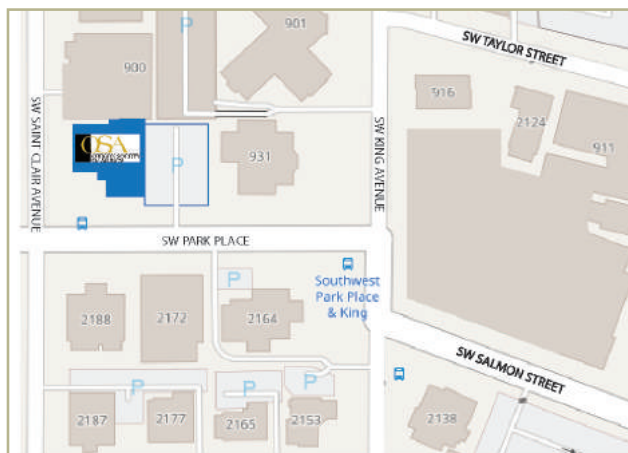 P
901
SW TAYLOR STREET
900
916
SW SAINT CLAIR AVENUE
SW KING AVENUE
2124
911
OSA
P
931
SW PARK PLACE
P
Southwest
Park Place
& King
2188
2172
2164
SW SALMON STREET
P
P
P
2187
2177
2165
2153
2138